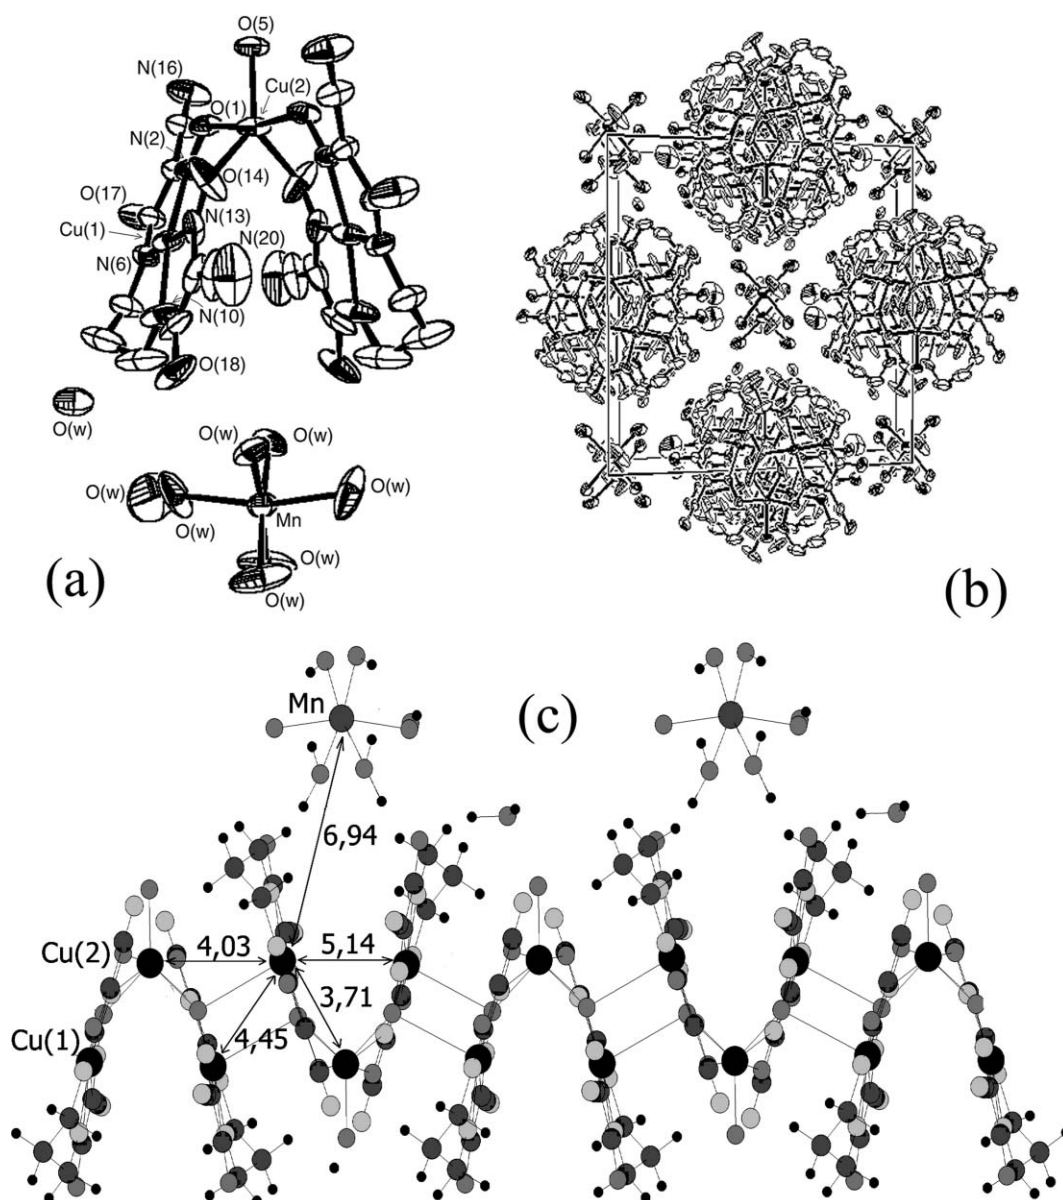 O(5)
N(16)
Cu(2)
O(1)
N(2)
O(14)
O(17)
N(13)
Cu(1)
N(20)
N(6)
N(10)
O(18)
O(w)
O(w)
O(w)
O(w)
O(w)
O(w)
Mn
O(w)
O(w)
(a)
(b)
Mn
(c)
6,94
Cu(2)
4,03
5,14
3,71
Cu(1)
4,45